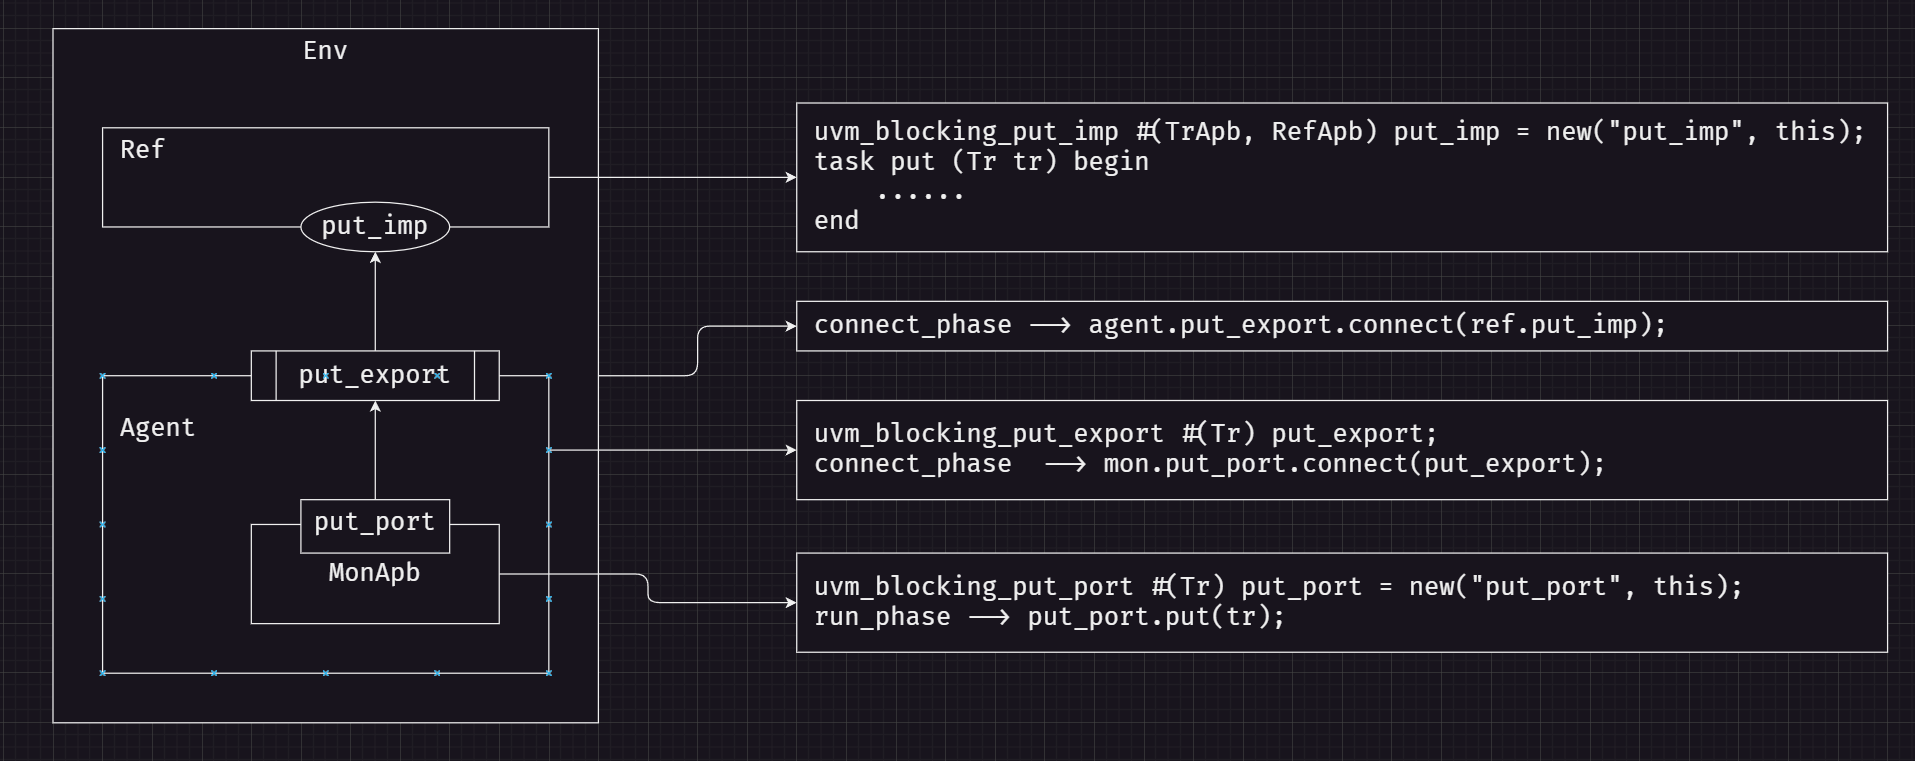 Env
Ref
put_imp
put_export
Agent
put_port
MonApb
uvm_blocking_put_imp #(TrApb, RefApb) put_imp = new("put_imp", this);
task put (Tr tr) begin
    ......
end
connect_phase --> agent.put_export.connect(ref.put_imp);
uvm_blocking_put_export #(Tr) put_export;
connect_phase  --> mon.put_port.connect(put_export);
uvm_blocking_put_port #(Tr) put_port = new("put_port", this);
run_phase --> put_port.put(tr);